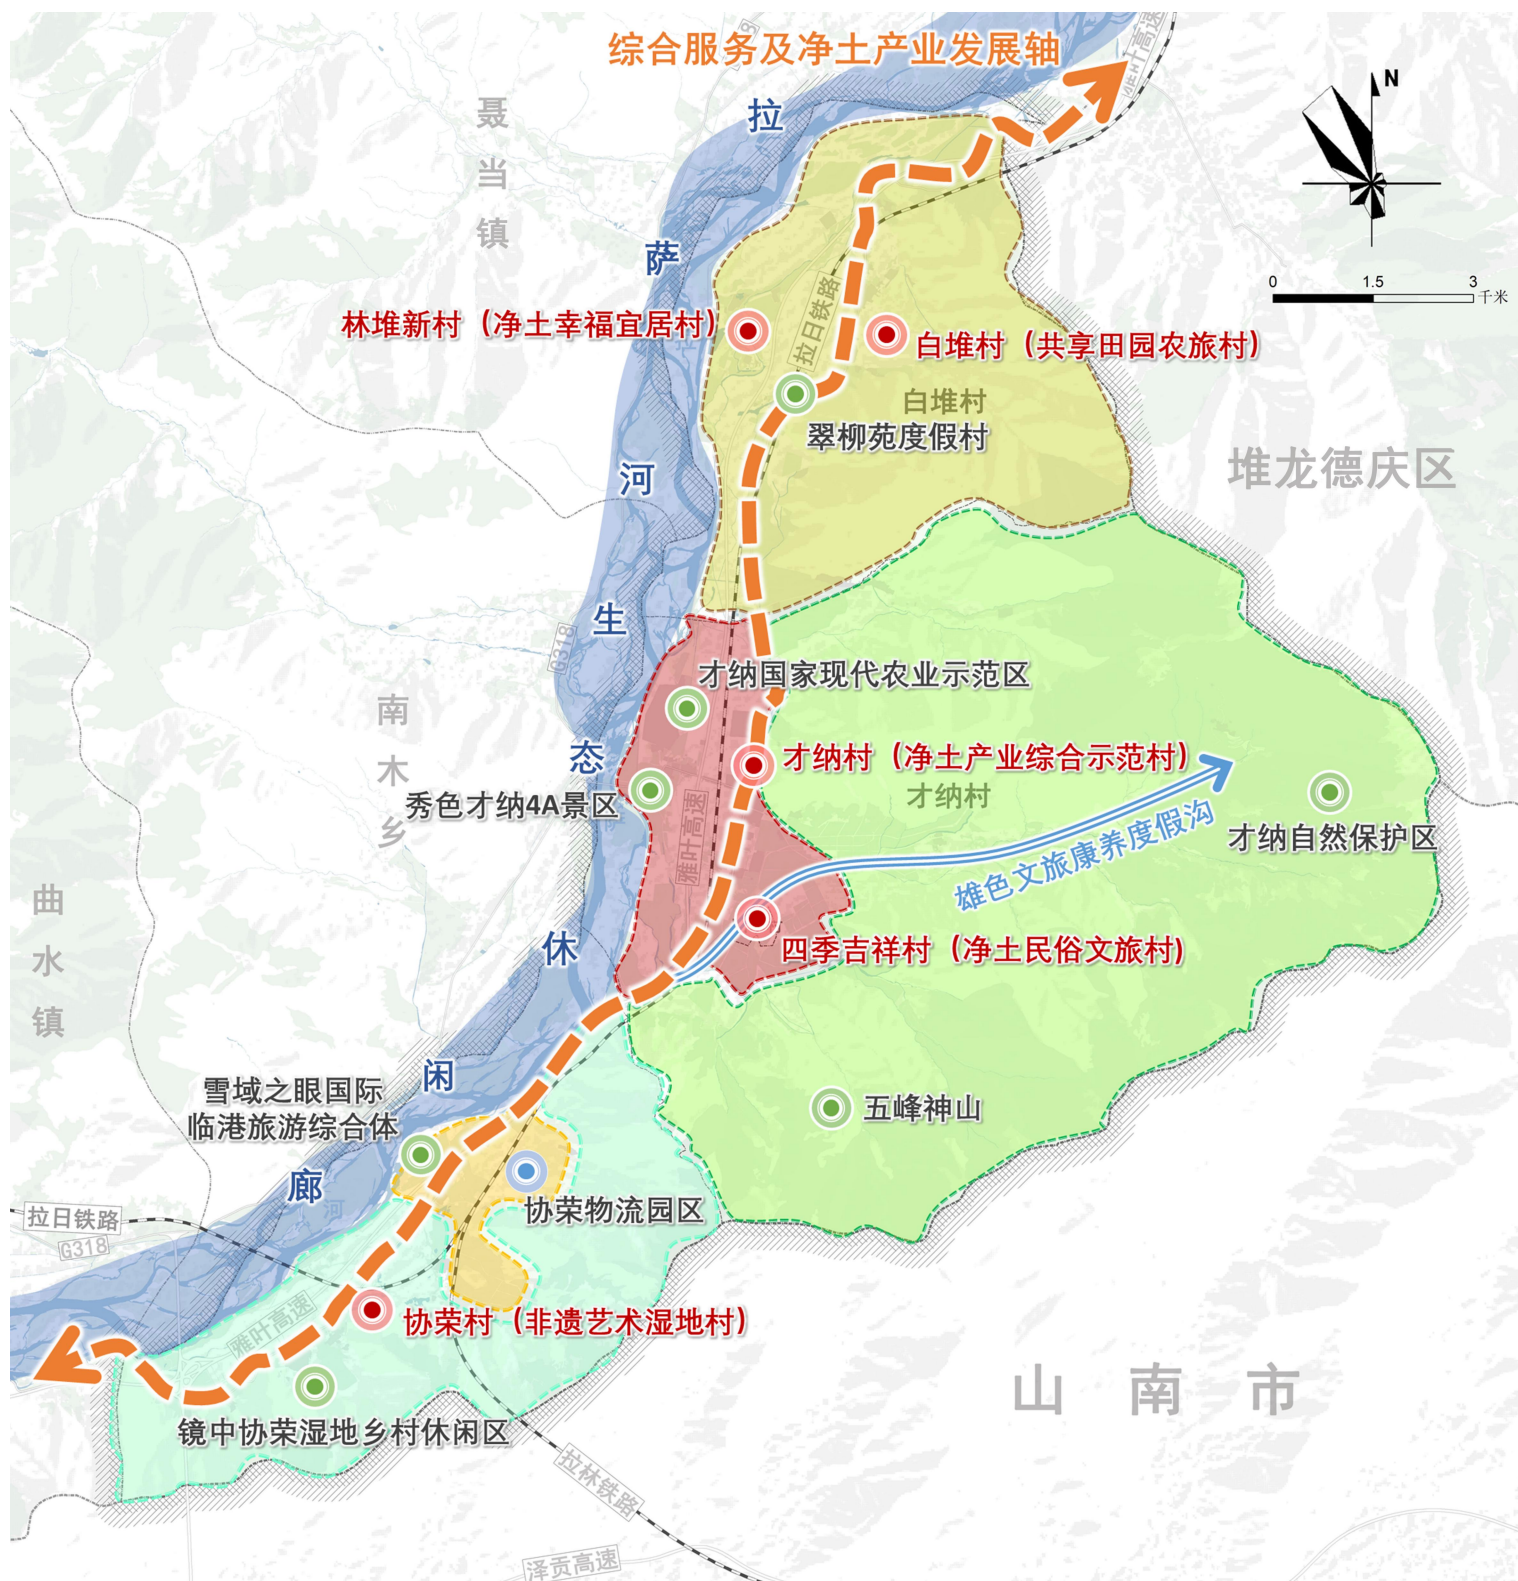 综合服务及净土产业发展轴
N
0 1.5 3
千米
聂当镇
拉萨河生态休闲廊
林堆新村（净土幸福宜居村）
拉日铁路
白堆村（共享田园农旅村）
白堆村
翠柳苑度假村
堆龙德庆区
G318
才纳国家现代农业示范区
南木乡
才纳村（净土产业综合示范村）
才纳村
秀色才纳4A景区
雅叶高速
雄色文旅康养度假沟
才纳自然保护区
曲水镇
四季吉祥村（净土民俗文旅村）
雪域之眼国际
临港旅游综合体
五峰神山
拉日铁路
G318
河
协荣物流园区
协荣村（非遗艺术湿地村）
雅叶高速
山南市
镜中协荣湿地乡村休闲区
拉林铁路
泽贡高速